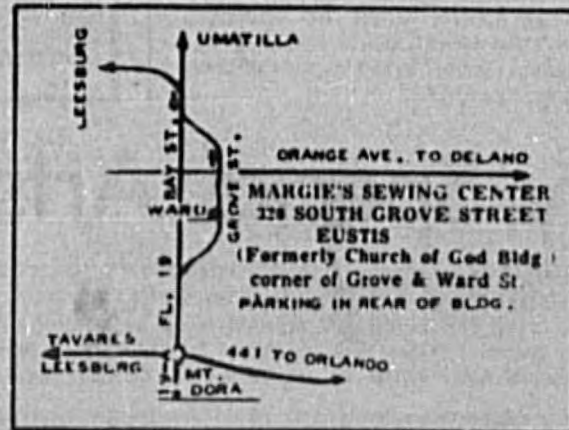 UMATILLA
LEESBURG
BAY ST.
GROVE ST.
ORANGE AVE. TO DELAND
MARGIE'S SEWING CENTER
320 SOUTH GROVE STREET
WARD
EUSTIS
(Formerly Church of God Bldg)
corner of Grove & Ward St.
PARKING IN REAR OF BLDG.
FL. 19
TAVARES
LEESBURG
441 TO ORLANDO
MT.
DORA